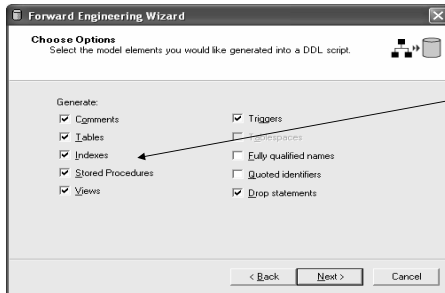 Forward Engineering Wizard
Choose Options
Select the model elements you would like generated into a DDL script.
Generate:
Comments
Tables
Indexes
Stored Procedures
Views
Triggers
Tablespaces
Fully qualified names
Quoted identifiers
Drop statements
< Back
Next >
Cancel